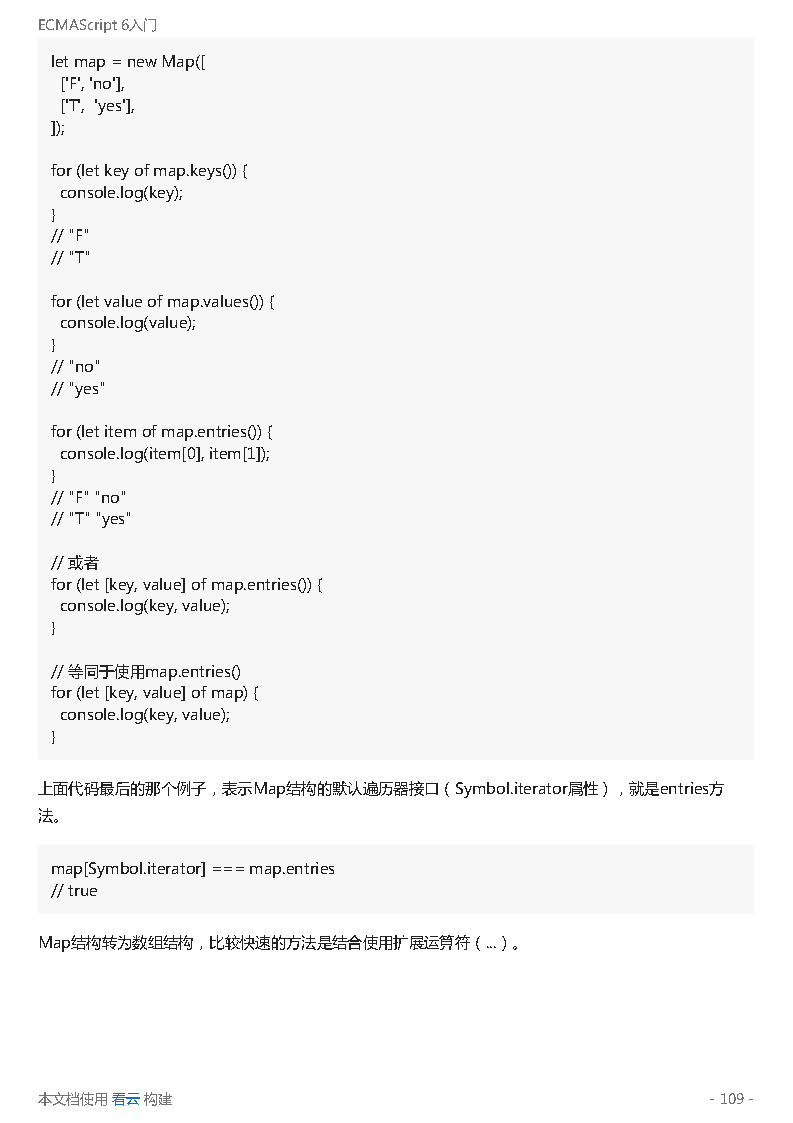 ECMAScript 6入门
let map = new Map([
  ['F', 'no'],
  ['T',  'yes'],
]);

for (let key of map.keys()) {
  console.log(key);
}
// "F"
// "T"

for (let value of map.values()) {
  console.log(value);
}
// "no"
// "yes"

for (let item of map.entries()) {
  console.log(item[0], item[1]);
}
// "F" "no"
// "T" "yes"

// 或者
for (let [key, value] of map.entries()) {
  console.log(key, value);
}

// 等同于使用map.entries()
for (let [key, value] of map) {
  console.log(key, value);
}
上面代码最后的那个例子，表示Map结构的默认遍历器接口（Symbol.iterator属性），就是entries方
法。
map[Symbol.iterator] === map.entries
// true
Map结构转为数组结构，比较快速的方法是结合使用扩展运算符（...）。
本文档使用 看云 构建
- 109 -